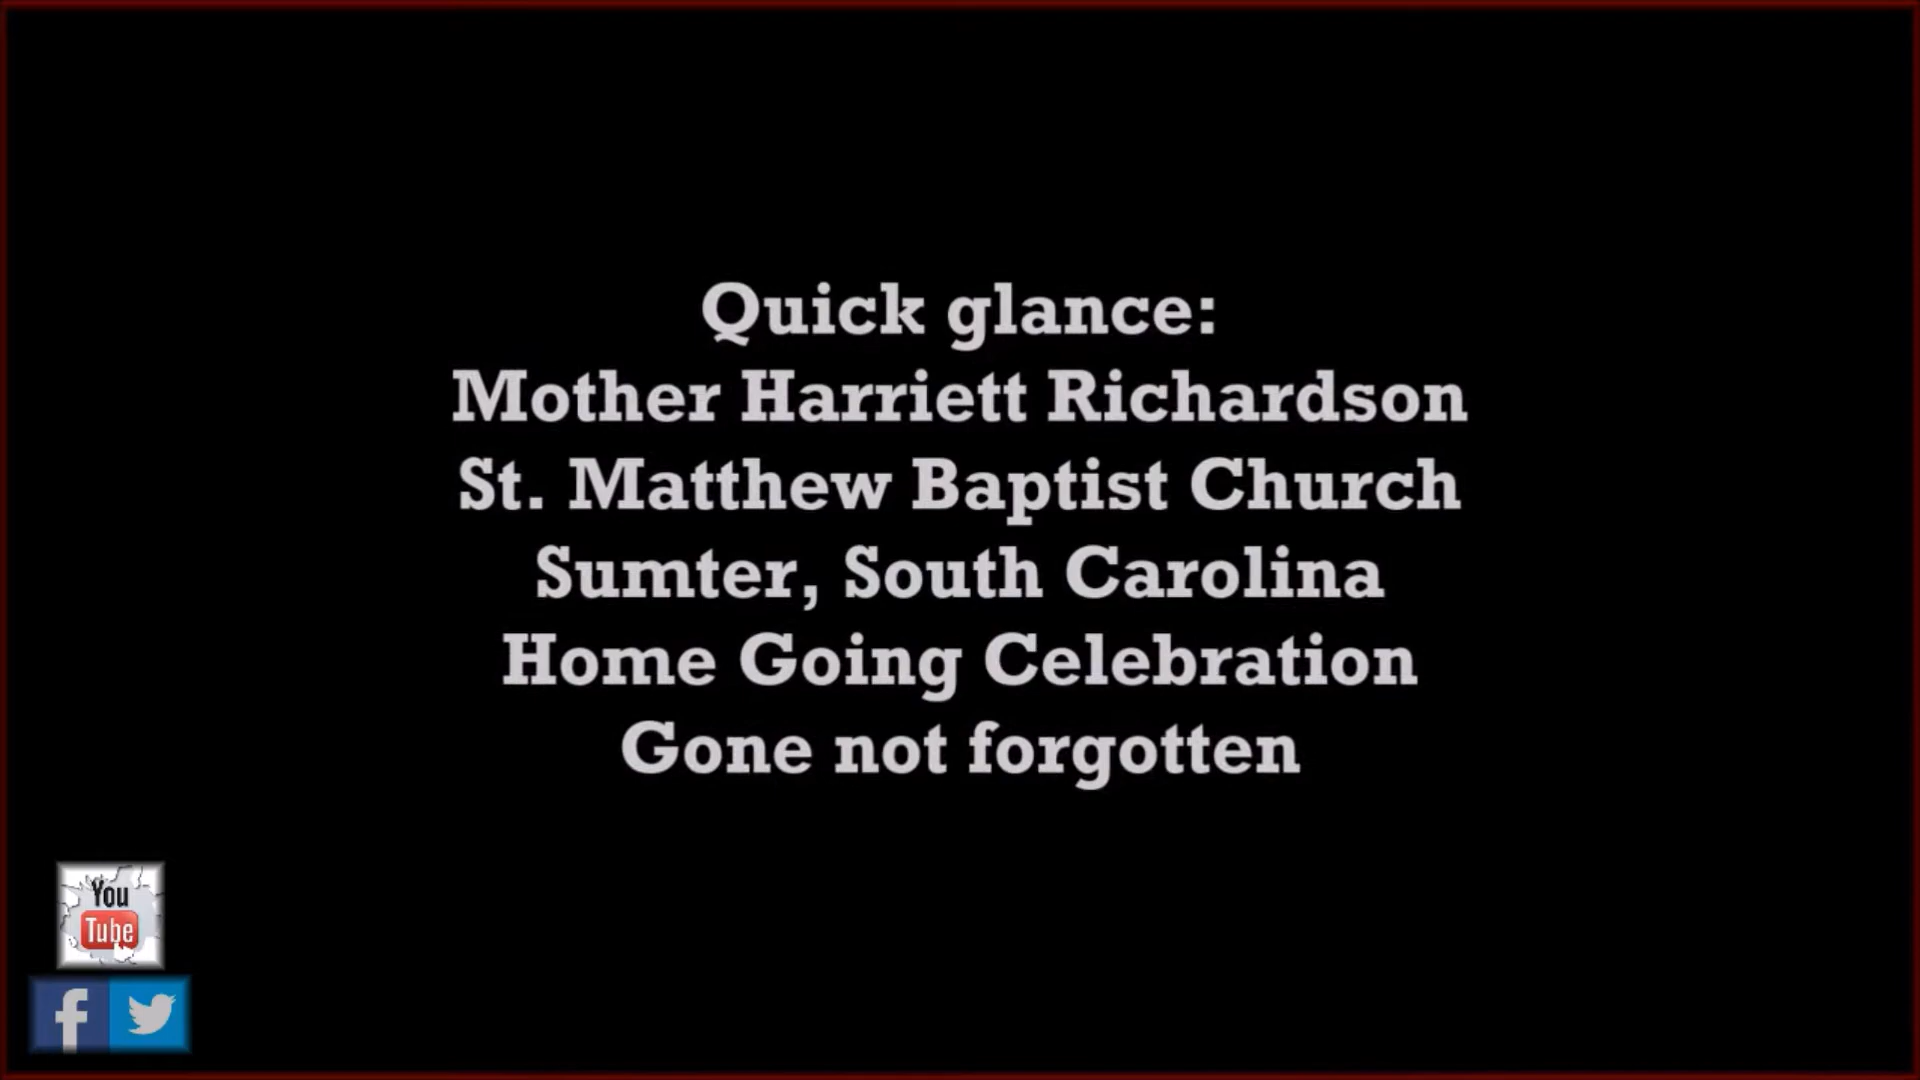 Quick glance:
Mother Harriett Richardson
St. Matthew Baptist Church
Sumter, South Carolina
Home Going Celebration
Gone not forgotten
You
Tube
f